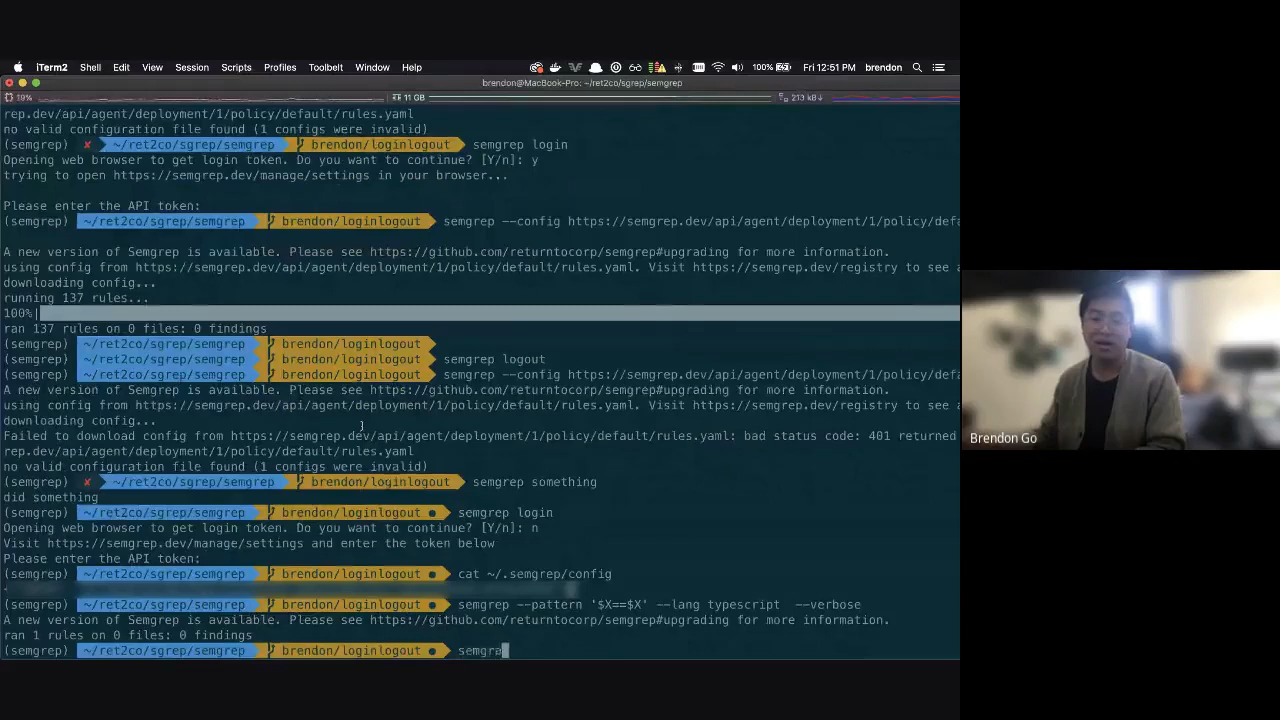 iTerm2 Shell Edit View Session Scripts Profiles Toolbelt Window Help 100% Fri 12:51 PM brendon
brendon@MacBook-Pro: ~/ret2co/sgrep/semgrep
19% 11 GB 213 kB↓
rep.dev/api/agent/deployment/1/policy/default/rules.yaml
no valid configuration file found (1 configs were invalid)
(semgrep) ✘ ~/ret2co/sgrep/semgrep brendon/loginlogout semgrep login
Opening web browser to get login token. Do you want to continue? [Y/n]: y
trying to open https://semgrep.dev/manage/settings in your browser...
Please enter the API token:
(semgrep) ~/ret2co/sgrep/semgrep brendon/loginlogout semgrep --config https://semgrep.dev/api/agent/deployment/1/policy/defa
A new version of Semgrep is available. Please see https://github.com/returntocorp/semgrep#upgrading for more information.
using config from https://semgrep.dev/api/agent/deployment/1/policy/default/rules.yaml. Visit https://semgrep.dev/registry to see a
downloading config...
running 137 rules...
100%|
ran 137 rules on 0 files: 0 findings
(semgrep) ~/ret2co/sgrep/semgrep brendon/loginlogout
(semgrep) ~/ret2co/sgrep/semgrep brendon/loginlogout semgrep logout
(semgrep) ~/ret2co/sgrep/semgrep brendon/loginlogout semgrep --config https://semgrep.dev/api/agent/deployment/1/policy/defa
A new version of Semgrep is available. Please see https://github.com/returntocorp/semgrep#upgrading for more information.
using config from https://semgrep.dev/api/agent/deployment/1/policy/default/rules.yaml. Visit https://semgrep.dev/registry to see a
downloading config...
Failed to download config from https://semgrep.dev/api/agent/deployment/1/policy/default/rules.yaml: bad status code: 401 returned
rep.dev/api/agent/deployment/1/policy/default/rules.yaml
no valid configuration file found (1 configs were invalid)
(semgrep) ✘ ~/ret2co/sgrep/semgrep brendon/loginlogout semgrep something
did something
(semgrep) ~/ret2co/sgrep/semgrep brendon/loginlogout ● semgrep login
Opening web browser to get login token. Do you want to continue? [Y/n]: n
Visit https://semgrep.dev/manage/settings and enter the token below
Please enter the API token:
(semgrep) ~/ret2co/sgrep/semgrep brendon/loginlogout ● cat ~/.semgrep/config
(semgrep) ~/ret2co/sgrep/semgrep brendon/loginlogout ● semgrep --pattern '$X==$X' --lang typescript --verbose
A new version of Semgrep is available. Please see https://github.com/returntocorp/semgrep#upgrading for more information.
ran 1 rules on 0 files: 0 findings
(semgrep) ~/ret2co/sgrep/semgrep brendon/loginlogout ● semgre
Brendon Go